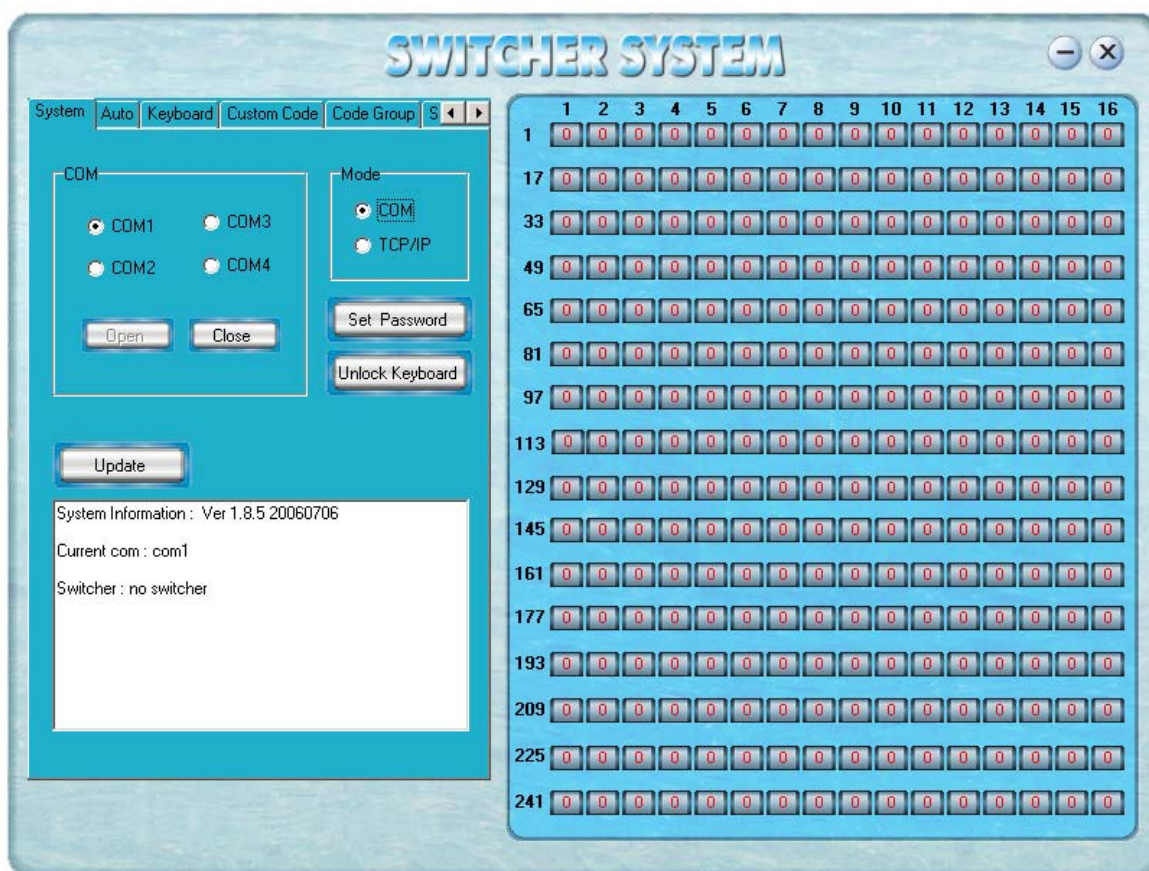 SWITCHER SYSTEM
System Auto Keyboard Custom Code Code Group S
COM
COM1 COM3
COM2 COM4
Open Close
Mode
COM
TCP/IP
Set Password
Unlock Keyboard
Update
System Information : Ver 1.8.5 20060706
Current com : com1
Switcher : no switcher
1 2 3 4 5 6 7 8 9 10 11 12 13 14 15 16
1 0 0 0 0 0 0 0 0 0 0 0 0 0 0 0 0
17 0 0 0 0 0 0 0 0 0 0 0 0 0 0 0 0
33 0 0 0 0 0 0 0 0 0 0 0 0 0 0 0 0
49 0 0 0 0 0 0 0 0 0 0 0 0 0 0 0 0
65 0 0 0 0 0 0 0 0 0 0 0 0 0 0 0 0
81 0 0 0 0 0 0 0 0 0 0 0 0 0 0 0 0
97 0 0 0 0 0 0 0 0 0 0 0 0 0 0 0 0
113 0 0 0 0 0 0 0 0 0 0 0 0 0 0 0 0
129 0 0 0 0 0 0 0 0 0 0 0 0 0 0 0 0
145 0 0 0 0 0 0 0 0 0 0 0 0 0 0 0 0
161 0 0 0 0 0 0 0 0 0 0 0 0 0 0 0 0
177 0 0 0 0 0 0 0 0 0 0 0 0 0 0 0 0
193 0 0 0 0 0 0 0 0 0 0 0 0 0 0 0 0
209 0 0 0 0 0 0 0 0 0 0 0 0 0 0 0 0
225 0 0 0 0 0 0 0 0 0 0 0 0 0 0 0 0
241 0 0 0 0 0 0 0 0 0 0 0 0 0 0 0 0